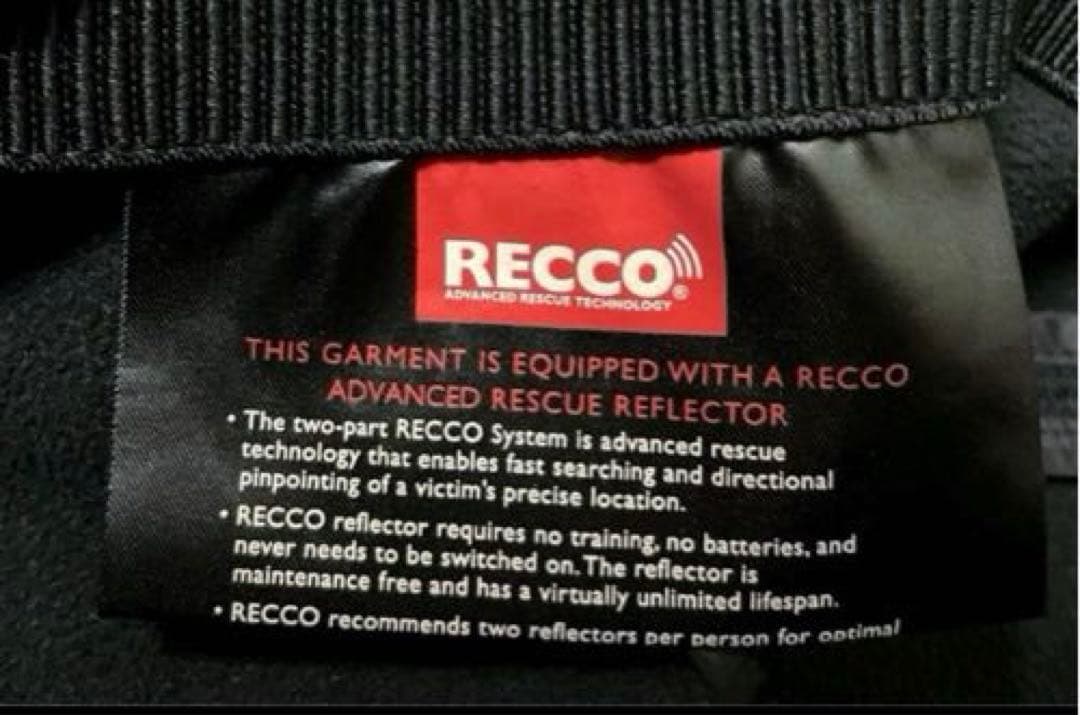 RECCO®
ADVANCED RESCUE TECHNOLOGY
THIS GARMENT IS EQUIPPED WITH A RECCO
ADVANCED RESCUE REFLECTOR
• The two-part RECCO System is advanced rescue
technology that enables fast searching and directional
pinpointing of a victim's precise location.
• RECCO reflector requires no training, no batteries, and
never needs to be switched on. The reflector is
maintenance free and has a virtually unlimited lifespan.
• RECCO recommends two reflectors per person for optimal